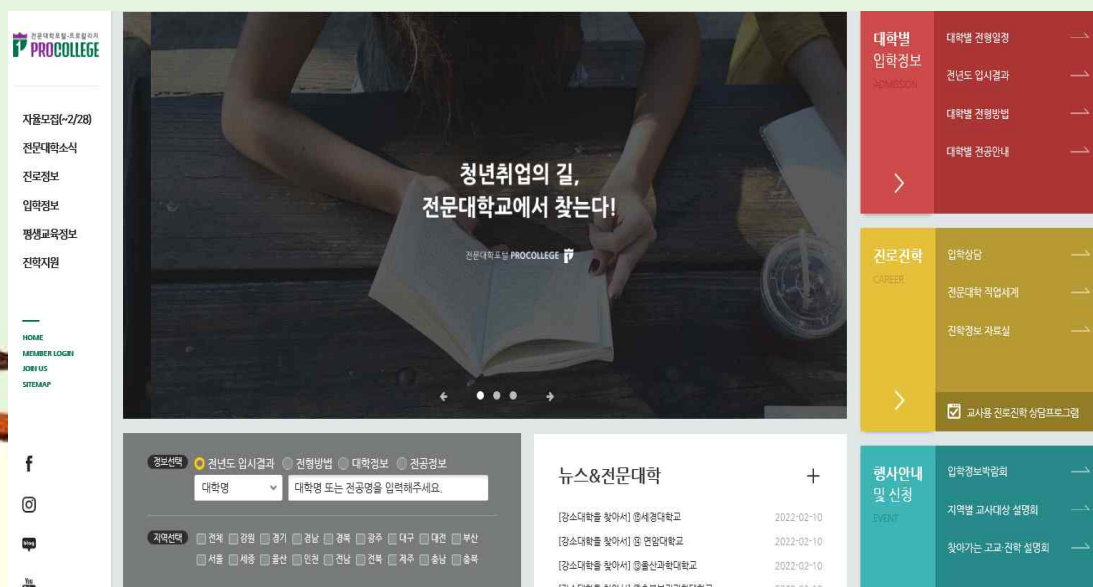 전문대학포털-프로칼리지
PROCOLLEGE
자율모집(~2/28)
전문대학소식
진로정보
입학정보
평생교육정보
진학지원
HOME
MEMBER LOGIN
JOIN US
SITEMAP
f
blog
You
청년취업의 길,
전문대학교에서 찾는다!
전문대학포털 PROCOLLEGE
정보선택 전년도 입시결과 전형방법 대학정보 전공정보
대학명 대학명 또는 전공명을 입력해주세요.
지역선택 전체 강원 경기 경남 경북 광주 대구 대전 부산
서울 세종 울산 인천 전남 전북 제주 충남 충북
뉴스&전문대학 +
[강소대학을 찾아서] ⑱세경대학교 2022-02-10
[강소대학을 찾아서] 연암대학교 2022-02-10
[강소대학을 찾아서] 울산과학대학교 2022-02-10
대학별
입학정보
ADMISSION
대학별 전형일정
전년도 입시결과
대학별 전형방법
대학별 전공안내
진로진학
CAREER
입학상담
전문대학 직업세계
진학정보 자료실
교사용 진로진학 상담프로그램
행사안내
및 신청
EVENT
입학정보박람회
지역별 교사대상 설명회
찾아가는 고교 진학 설명회